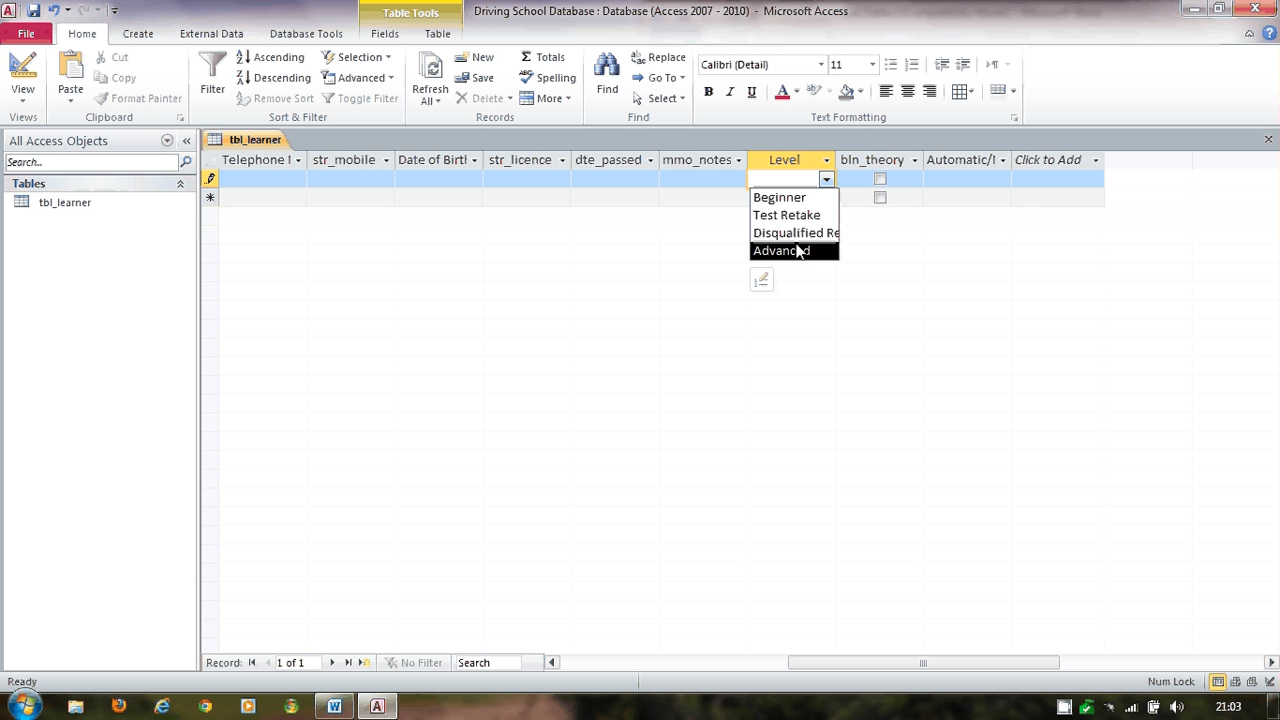 Table Tools
Driving School Database : Database (Access 2007 - 2010) - Microsoft Access
File Home Create External Data Database Tools Fields Table
View
Views
Paste
Cut
Copy
Format Painter
Clipboard
Filter
Ascending
Descending
Remove Sort
Selection
Advanced
Toggle Filter
Sort & Filter
Refresh
All
New
Save
Delete
Totals
Spelling
More
Records
Find
Replace
Go To
Select
Find
Calibri (Detail) 11
B I U A
Text Formatting
All Access Objects
Search..
Tables
tbl_learner
tbl_learner
Telephone str_mobile Date of Birth str_licence dte_passed mmo_notes Level bln_theory Automatic/ Click to Add
Beginner
Test Retake
Disqualified Re
Advanced
Record: 1 of 1 No Filter Search
Ready
Num Lock
21:03